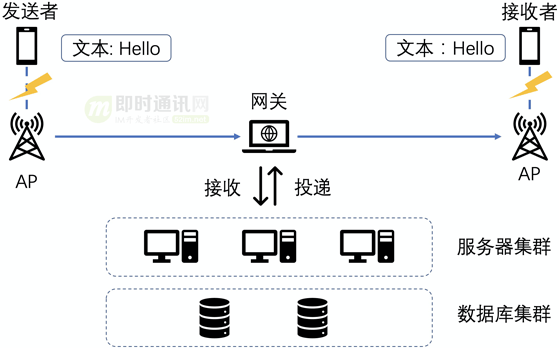 发送者
接收者
文本: Hello
文本：Hello
即时通讯网
网关
AP
AP
接收
投递
服务器集群
数据库集群